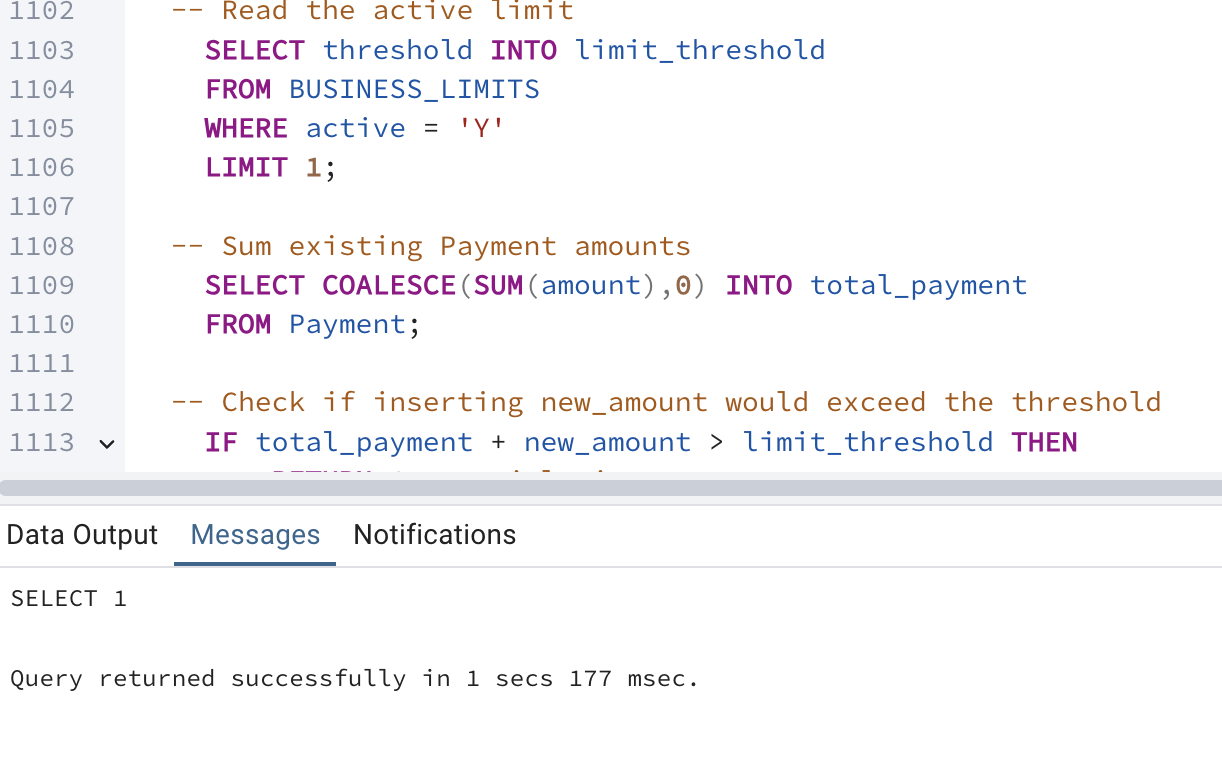 1102 -- Read the active limit
1103 SELECT threshold INTO limit_threshold
1104 FROM BUSINESS_LIMITS
1105 WHERE active = 'Y'
1106 LIMIT 1;
1107
1108 -- Sum existing Payment amounts
1109 SELECT COALESCE(SUM(amount),0) INTO total_payment
1110 FROM Payment;
1111
1112 -- Check if inserting new_amount would exceed the threshold
1113 IF total_payment + new_amount > limit_threshold THEN
Data Output Messages Notifications
SELECT 1
Query returned successfully in 1 secs 177 msec.